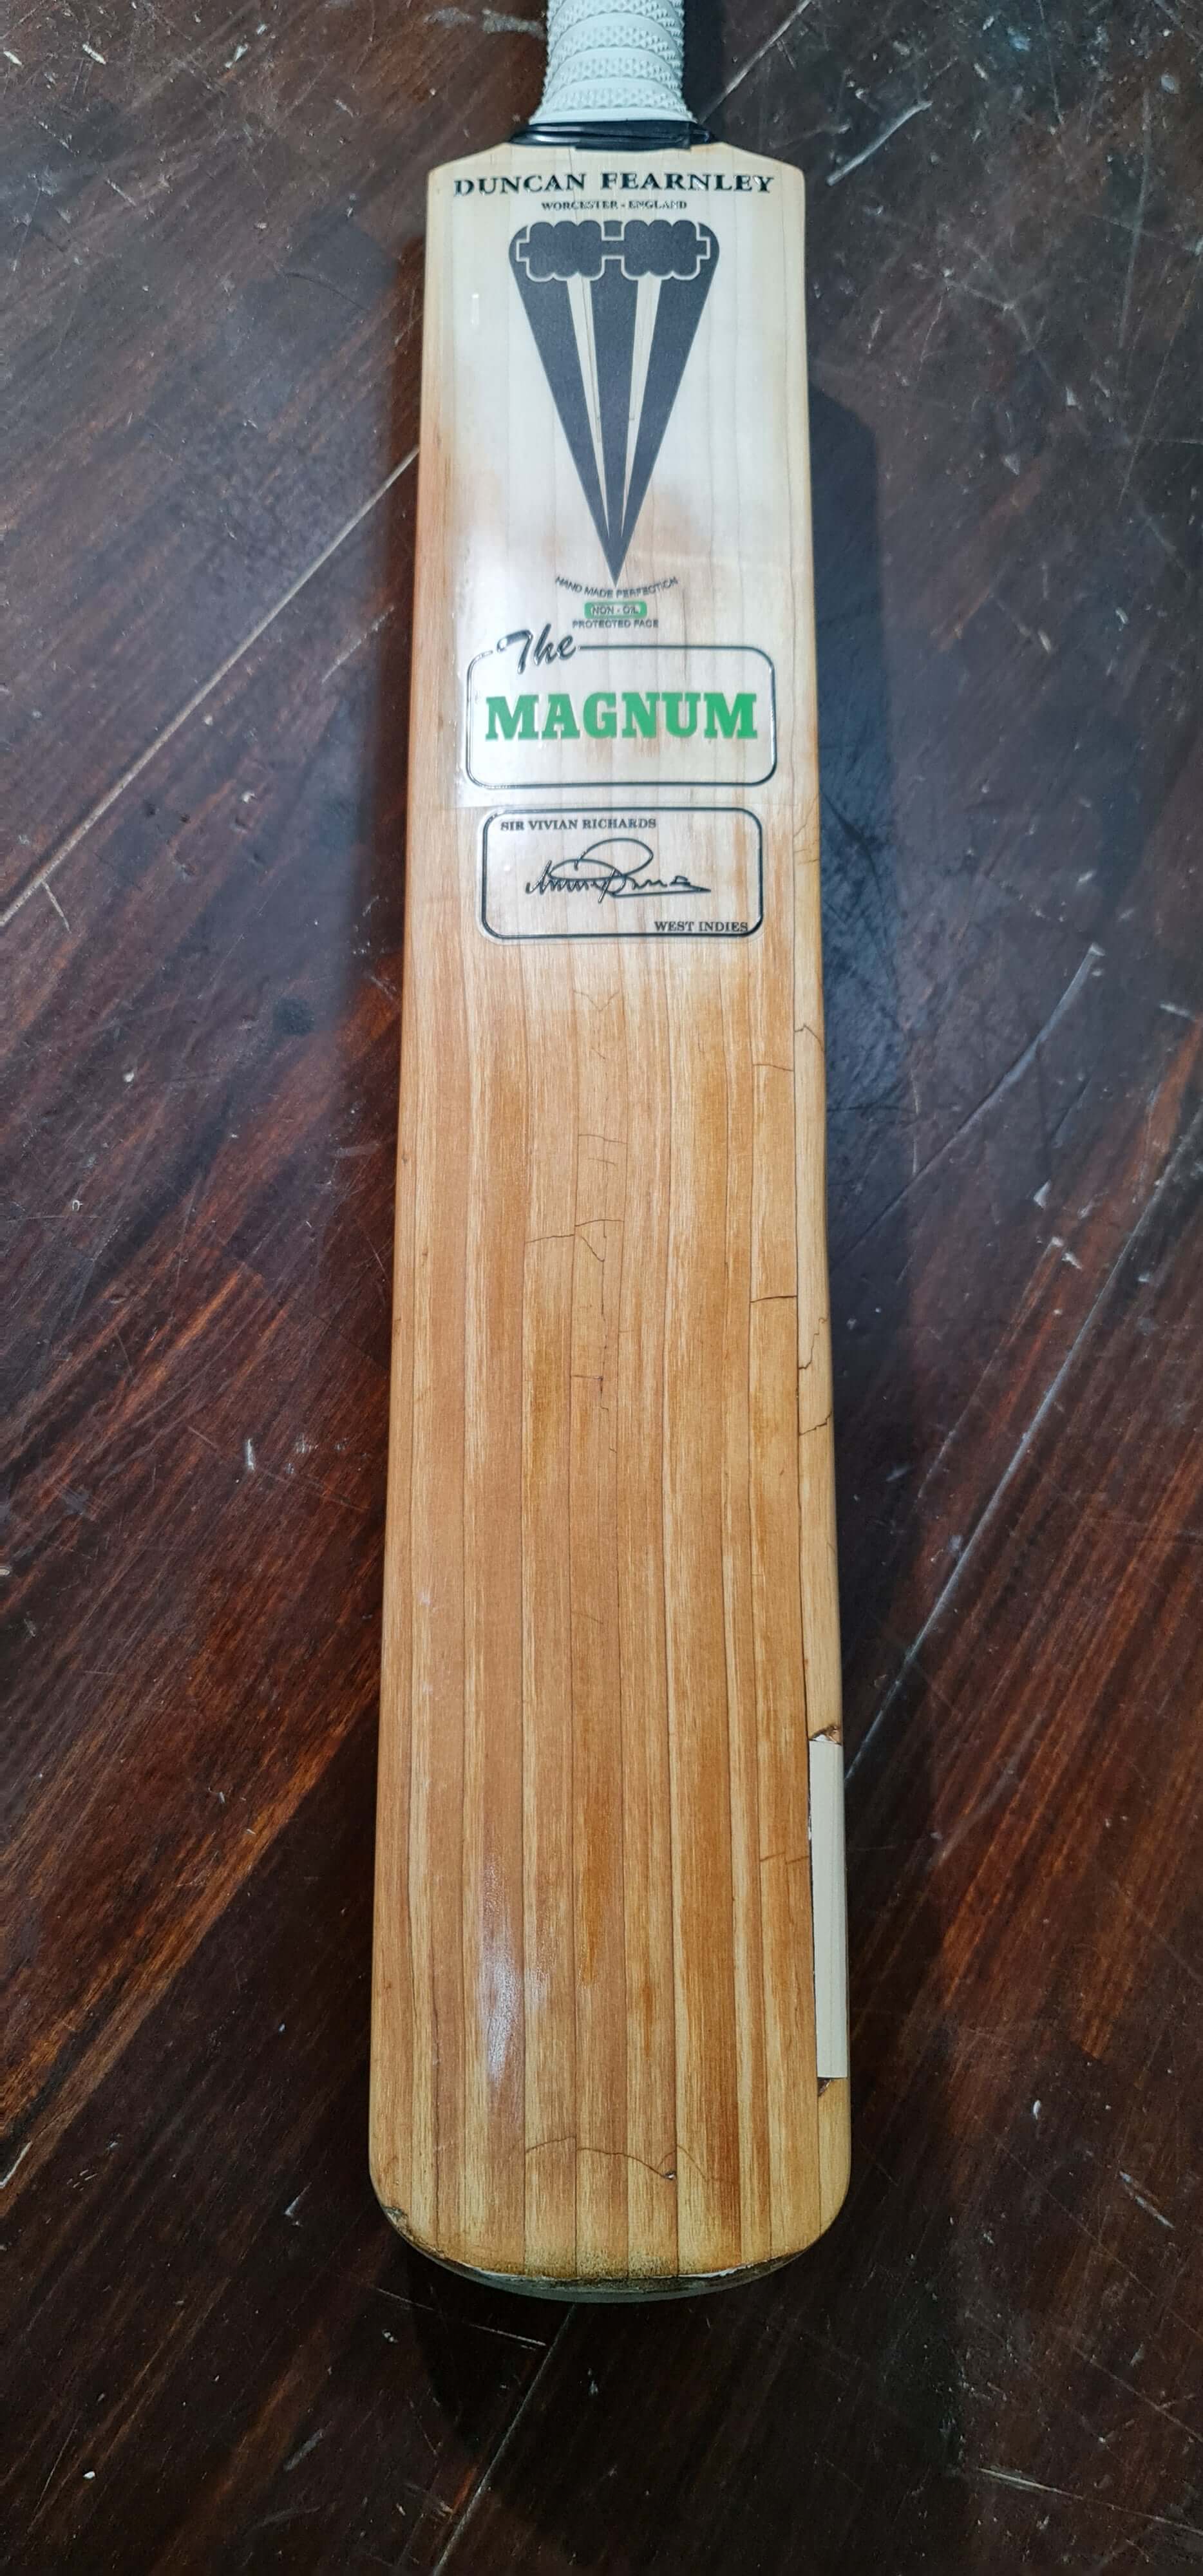 DUNCAN FEARNLEY
WORCESTER - ENGLAND
HAND MADE PERFECTION
NON - OIL
PROTECTED FACE
The
MAGNUM
SIR VIVIAN RICHARDS
WEST INDIES